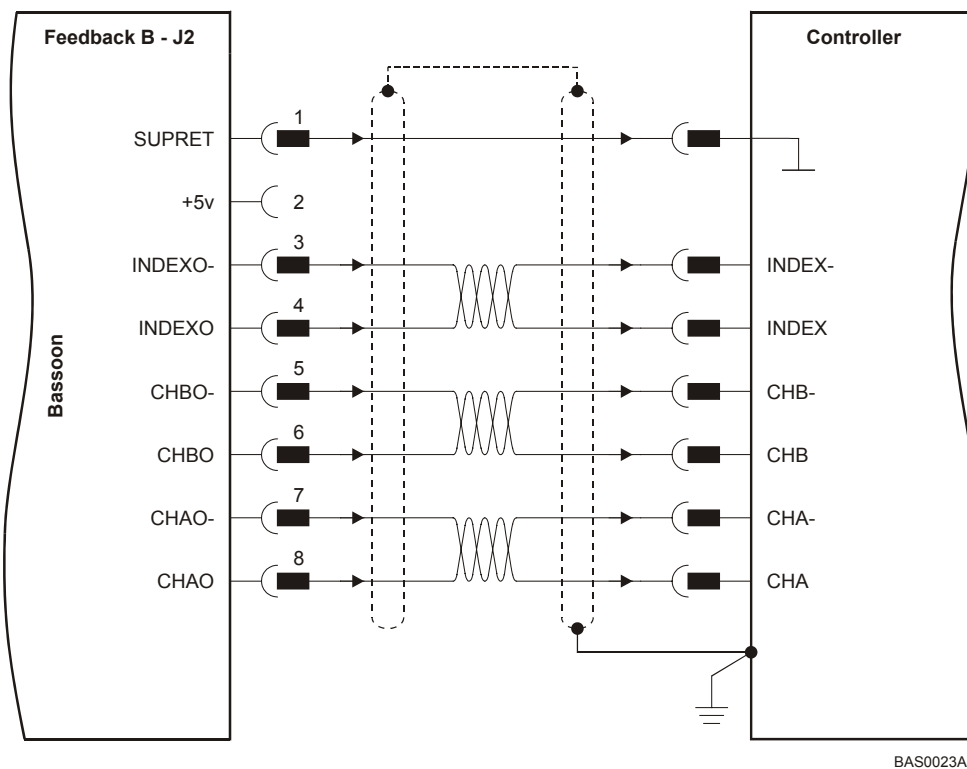 Feedback B - J2
Controller
1
SUPRET
+5v
2
3
INDEXO-
INDEX-
4
INDEXO
INDEX
Bassoon
5
CHBO-
CHB-
6
CHBO
CHB
7
CHAO-
CHA-
8
CHAO
CHA
BAS0023A